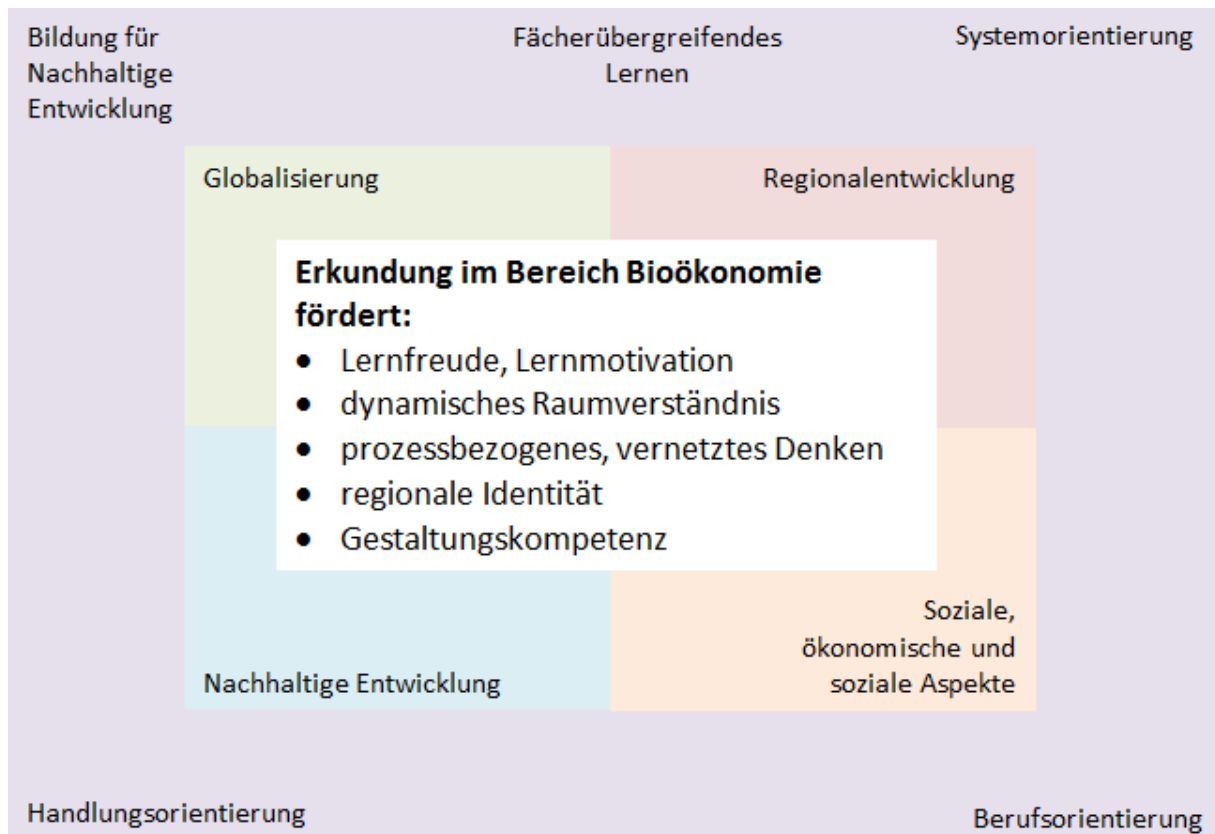 Bildung für
Nachhaltige
Entwicklung
Fächerübergreifendes
Lernen
Systemorientierung
Globalisierung
Regionalentwicklung
Erkundung im Bereich Bioökonomie
fördert:
• Lernfreude, Lernmotivation
• dynamisches Raumverständnis
• prozessbezogenes, vernetztes Denken
• regionale Identität
• Gestaltungskompetenz
Nachhaltige Entwicklung
Soziale,
ökonomische und
soziale Aspekte
Handlungsorientierung
Berufsorientierung